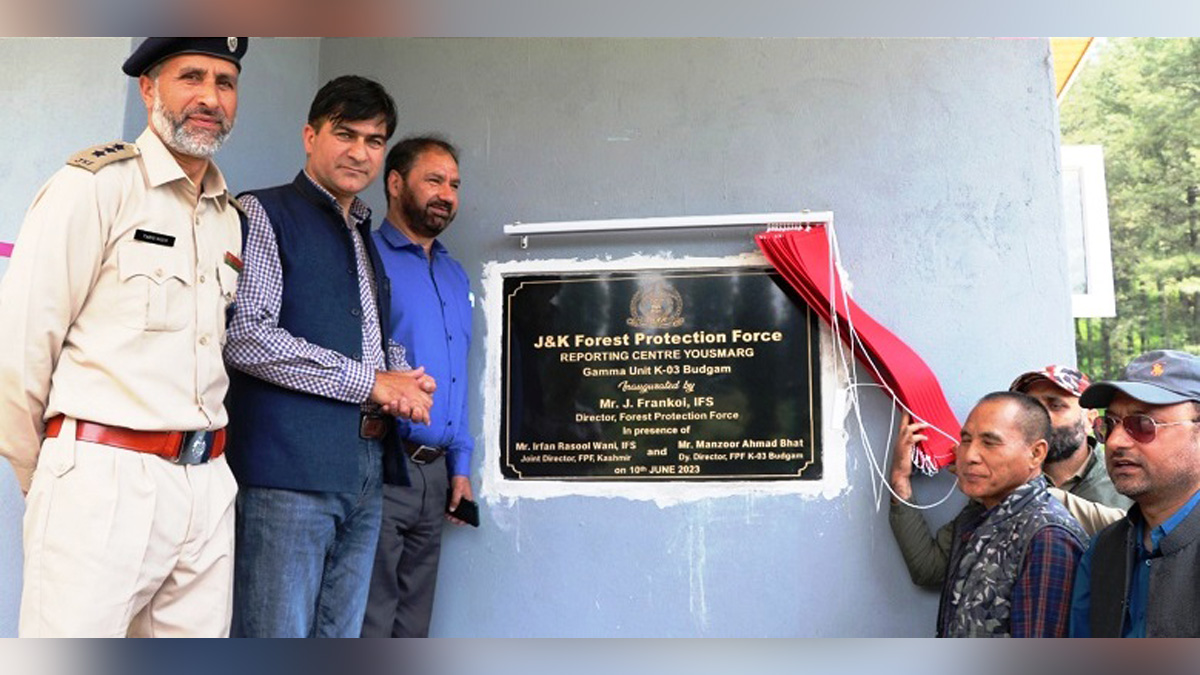 J&K Forest Protection Force
REPORTING CENTRE YOUSMARG
Gamma Unit K-03 Budgam
Inaugurated by
Mr. J. Frankoi, IFS
Director, Forest Protection Force
In presence of
Mr. Irfan Rasool Wani, IFS
Joint Director, FPF, Kashmir
and
Mr. Manzoor Ahmad Bhat
Dy. Director, FPF K-03 Budgam
on 10th JUNE 2023